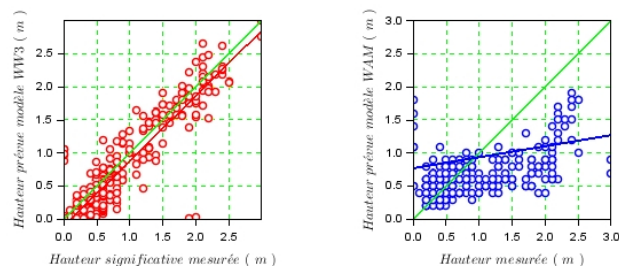 Hauteur prévue modèle WW3 ( m )
2.5
2.0
1.5
1.0
0.5
0.0
0.0 0.5 1.0 1.5 2.0 2.5
Hauteur significative mesurée ( m )
Hauteur prévue modèle WAM ( m )
3.0
2.5
2.0
1.5
1.0
0.5
0.0
0.0 0.5 1.0 1.5 2.0 2.5 3.0
Hauteur mesurée ( m )